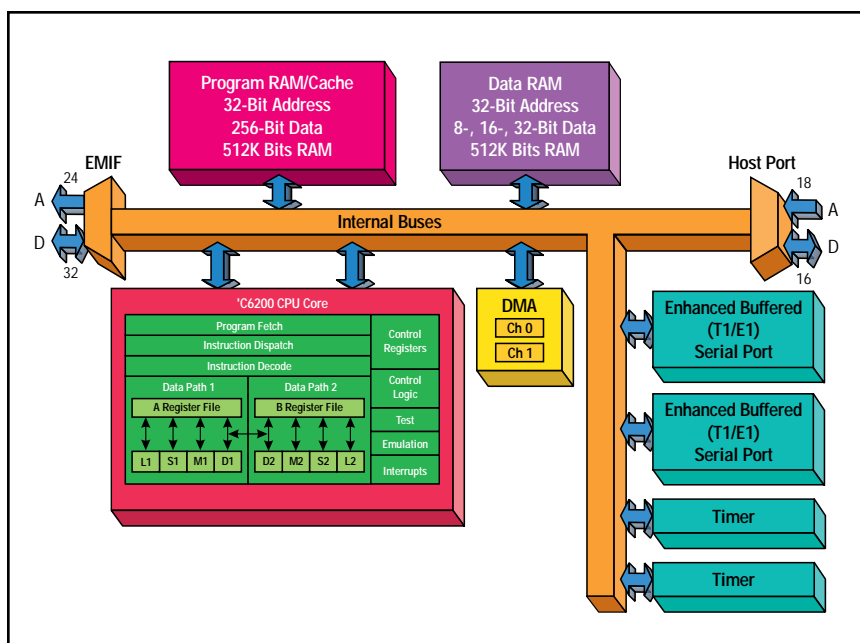 Program RAM/Cache
32-Bit Address
256-Bit Data
512K Bits RAM
Data RAM
32-Bit Address
8-, 16-, 32-Bit Data
512K Bits RAM
EMIF
24
A
D
32
Host Port
18
A
D
16
Internal Buses
'C6200 CPU Core
Program Fetch
Instruction Dispatch
Instruction Decode
Data Path 1
A Register File
L1 S1 M1 D1
Data Path 2
B Register File
D2 M2 S2 L2
Control
Registers
Control
Logic
Test
Emulation
Interrupts
DMA
Ch 0
Ch 1
Enhanced Buffered
(T1/E1)
Serial Port
Enhanced Buffered
(T1/E1)
Serial Port
Timer
Timer